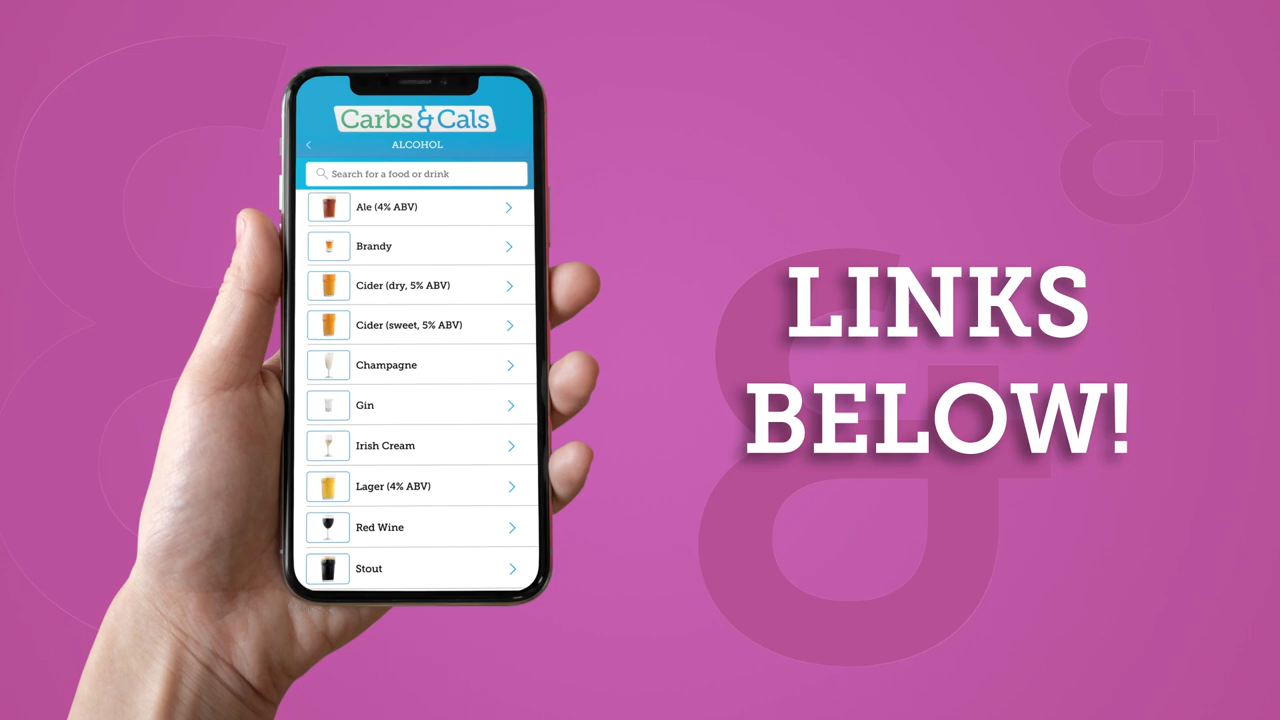 Carbs & Cals
ALCOHOL
Search for a food or drink
Ale (4% ABV)
Brandy
Cider (dry, 5% ABV)
Cider (sweet, 5% ABV)
Champagne
Gin
Irish Cream
Lager (4% ABV)
Red Wine
Stout
LINKS
BELOW!
&
&